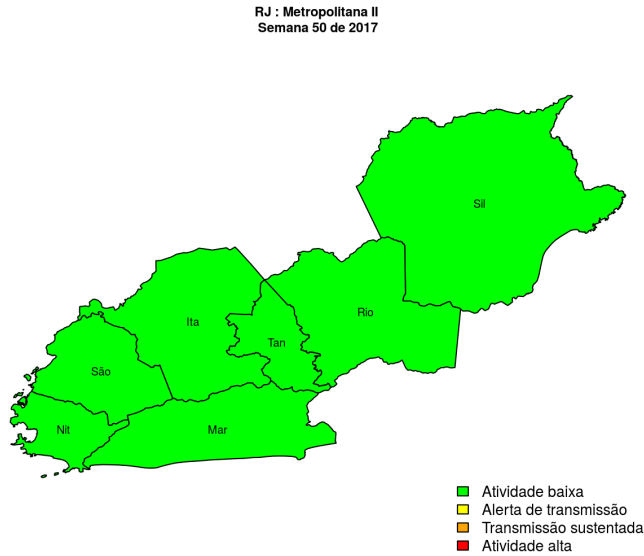 RJ : Metropolitana II
Semana 50 de 2017
Sil
Rio
Ita
Tan
São
Nit
Mar
Atividade baixa
Alerta de transmissão
Transmissão sustentada
Atividade alta